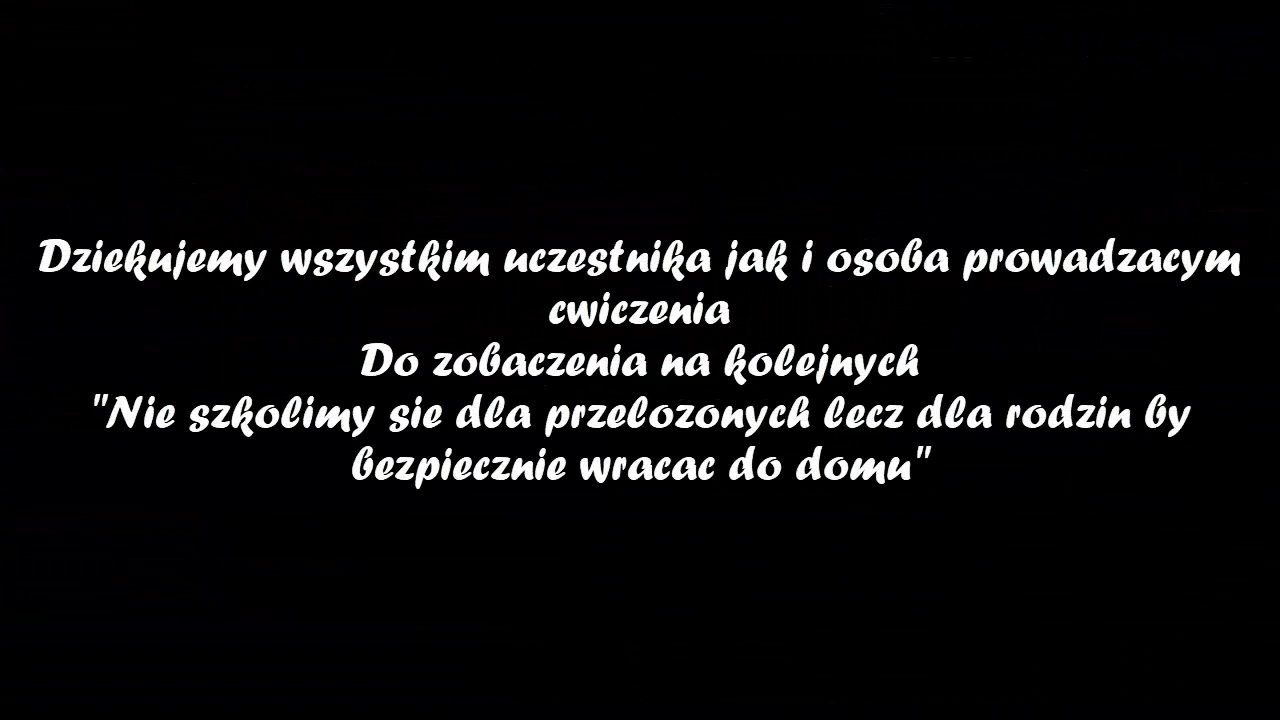 Dziekujemy wszystkim uczestnika jak i osoba prowadzacym
cwiczenia
Do zobaczenia na kolejnych
"Nie szkolimy sie dla przelozonych lecz dla rodzin by
bezpiecznie wracac do domu"